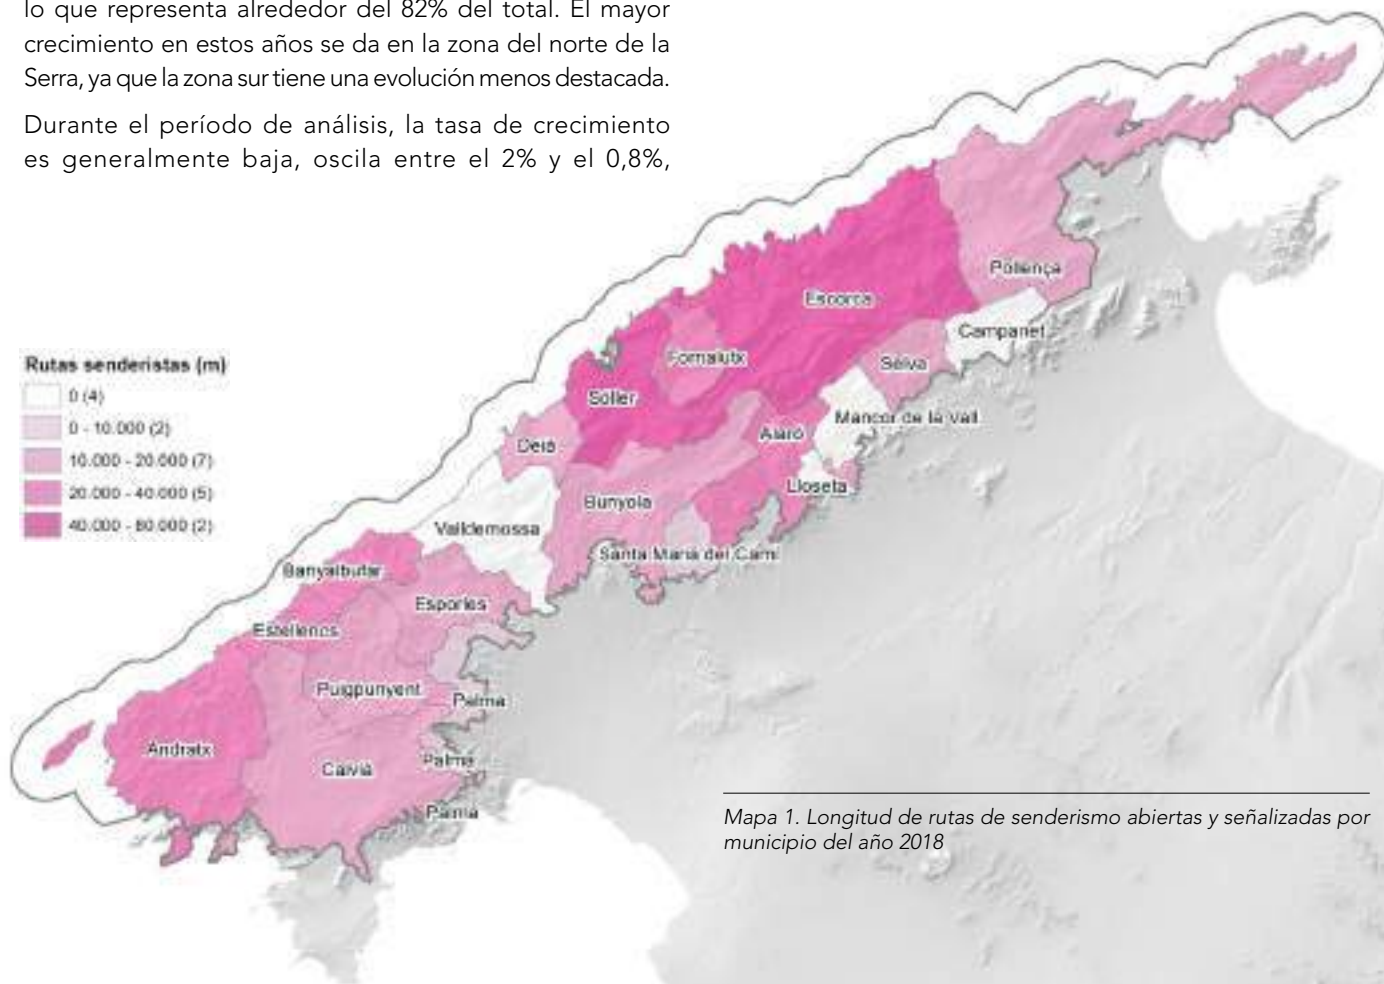 lo que representa alrededor del 82% del total. El mayor
crecimiento en estos años se da en la zona del norte de la
Serra, ya que la zona sur tiene una evolución menos destacada.
Durante el período de análisis, la tasa de crecimiento
es generalmente baja, oscila entre el 2% y el 0,8%,
Pollença
Escorca
Campanet
Fornalutx
Selva
Sóller
Mancor de la Vall
Alaró
Deià
Lloseta
Bunyola
Valldemossa
Santa Maria del Camí
Banyalbufar
Esporles
Estellencs
Puigpunyent
Palma
Andratx
Calvià
Palma
Palma
Rutas senderistas (m)
0 (4)
0 - 10.000 (2)
10.000 - 20.000 (7)
20.000 - 40.000 (5)
40.000 - 80.000 (2)
Mapa 1. Longitud de rutas de senderismo abiertas y señalizadas por
municipio del año 2018